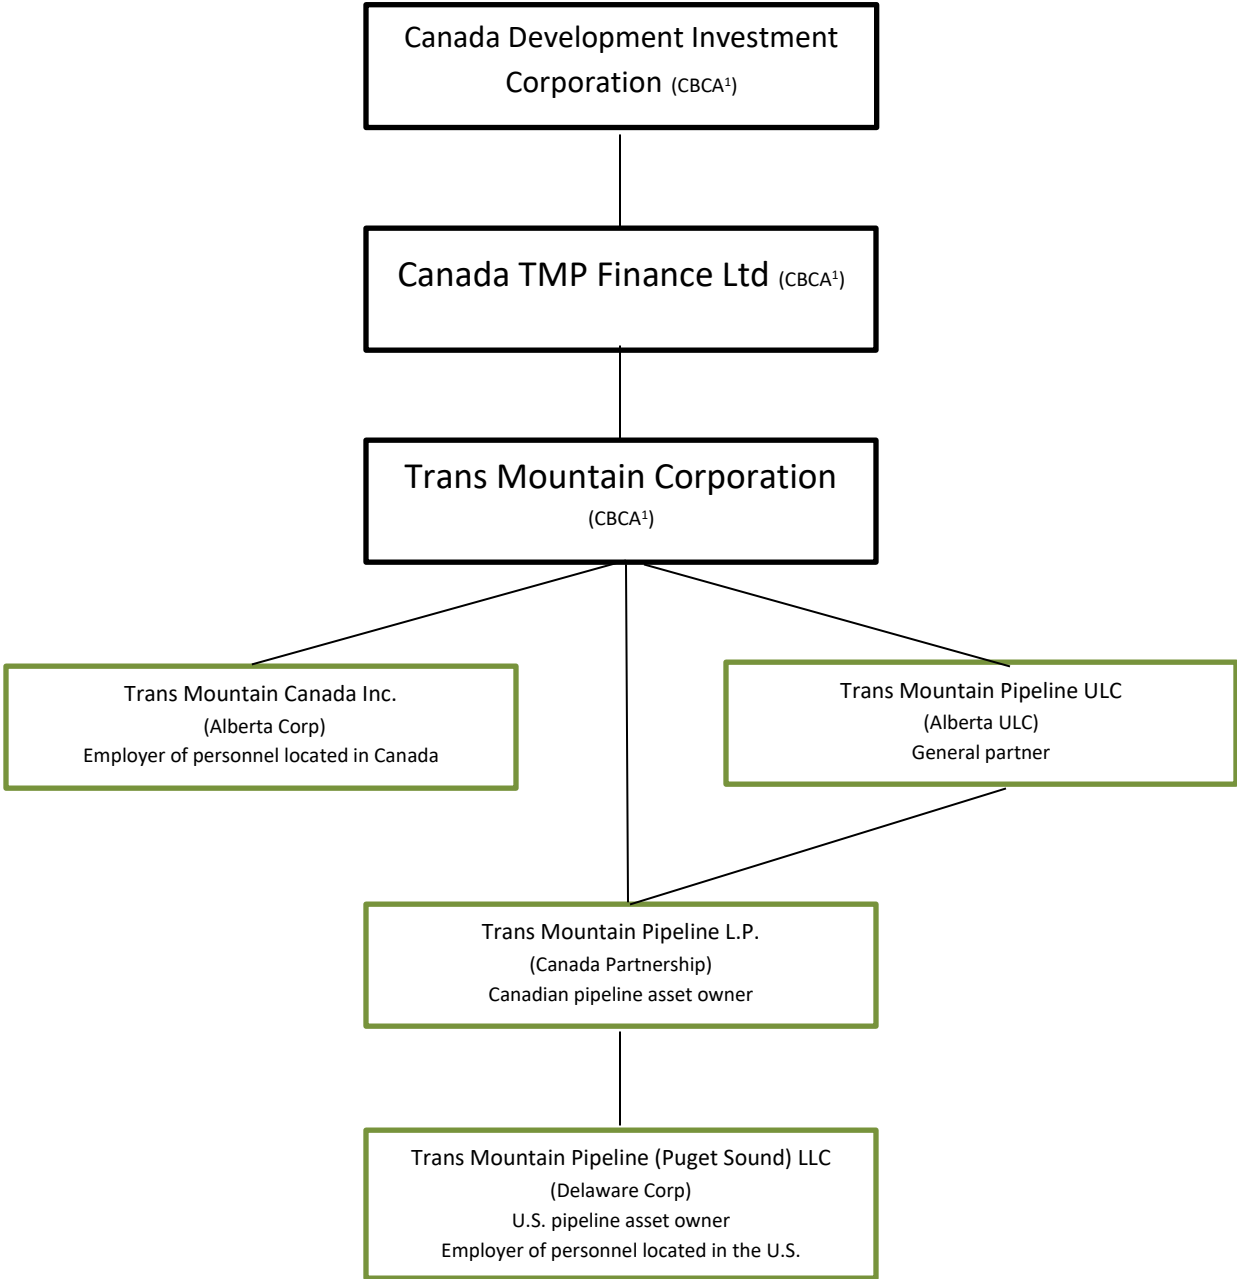 Canada Development Investment
Corporation (CBCA¹)
Canada TMP Finance Ltd (CBCA¹)
Trans Mountain Corporation
(CBCA¹)
Trans Mountain Canada Inc.
(Alberta Corp)
Employer of personnel located in Canada
Trans Mountain Pipeline ULC
(Alberta ULC)
General partner
Trans Mountain Pipeline L.P.
(Canada Partnership)
Canadian pipeline asset owner
Trans Mountain Pipeline (Puget Sound) LLC
(Delaware Corp)
U.S. pipeline asset owner
Employer of personnel located in the U.S.